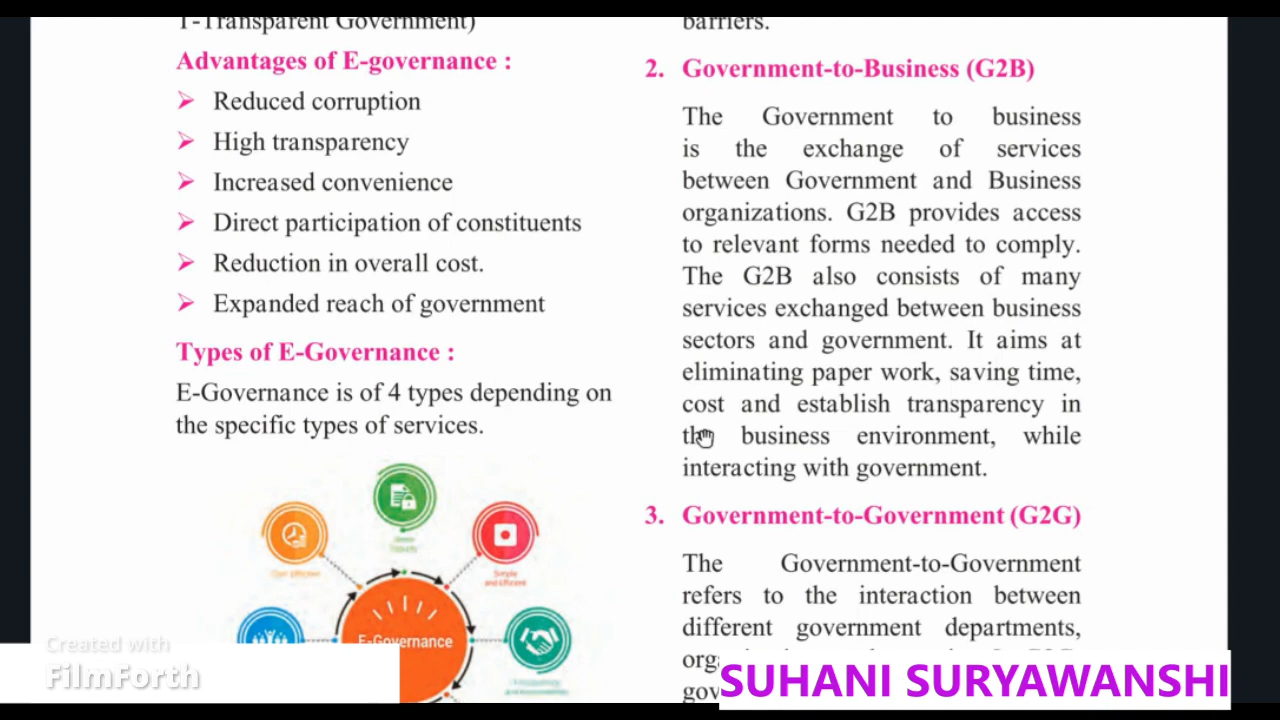 T-Transparent Government)
Advantages of E-governance :
Reduced corruption
High transparency
Increased convenience
Direct participation of constituents
Reduction in overall cost.
Expanded reach of government
Types of E-Governance :
E-Governance is of 4 types depending on
the specific types of services.
Simple
and Efficient
E-Governance
barriers.
2. Government-to-Business (G2B)
The Government to business
is the exchange of services
between Government and Business
organizations. G2B provides access
to relevant forms needed to comply.
The G2B also consists of many
services exchanged between business
sectors and government. It aims at
eliminating paper work, saving time,
cost and establish transparency in
business environment, while
interacting with government.
3. Government-to-Government (G2G)
The Government-to-Government
refers to the interaction between
different government departments,
Created with
FilmForth
SUHANI SURYAWANSHI